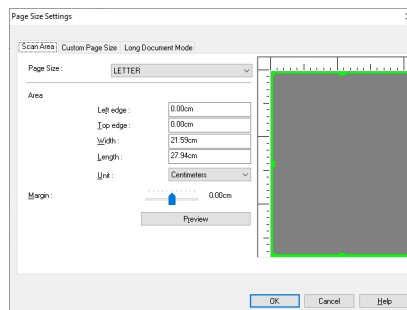 Page Size Settings
Scan Area Custom Page Size Long Document Mode
Page Size : LETTER
Area
Left edge : 0.00cm
Top edge : 0.00cm
Width : 21.59cm
Length : 27.94cm
Unit : Centimeters
Margin : 0.00cm
Preview
OK Cancel Help